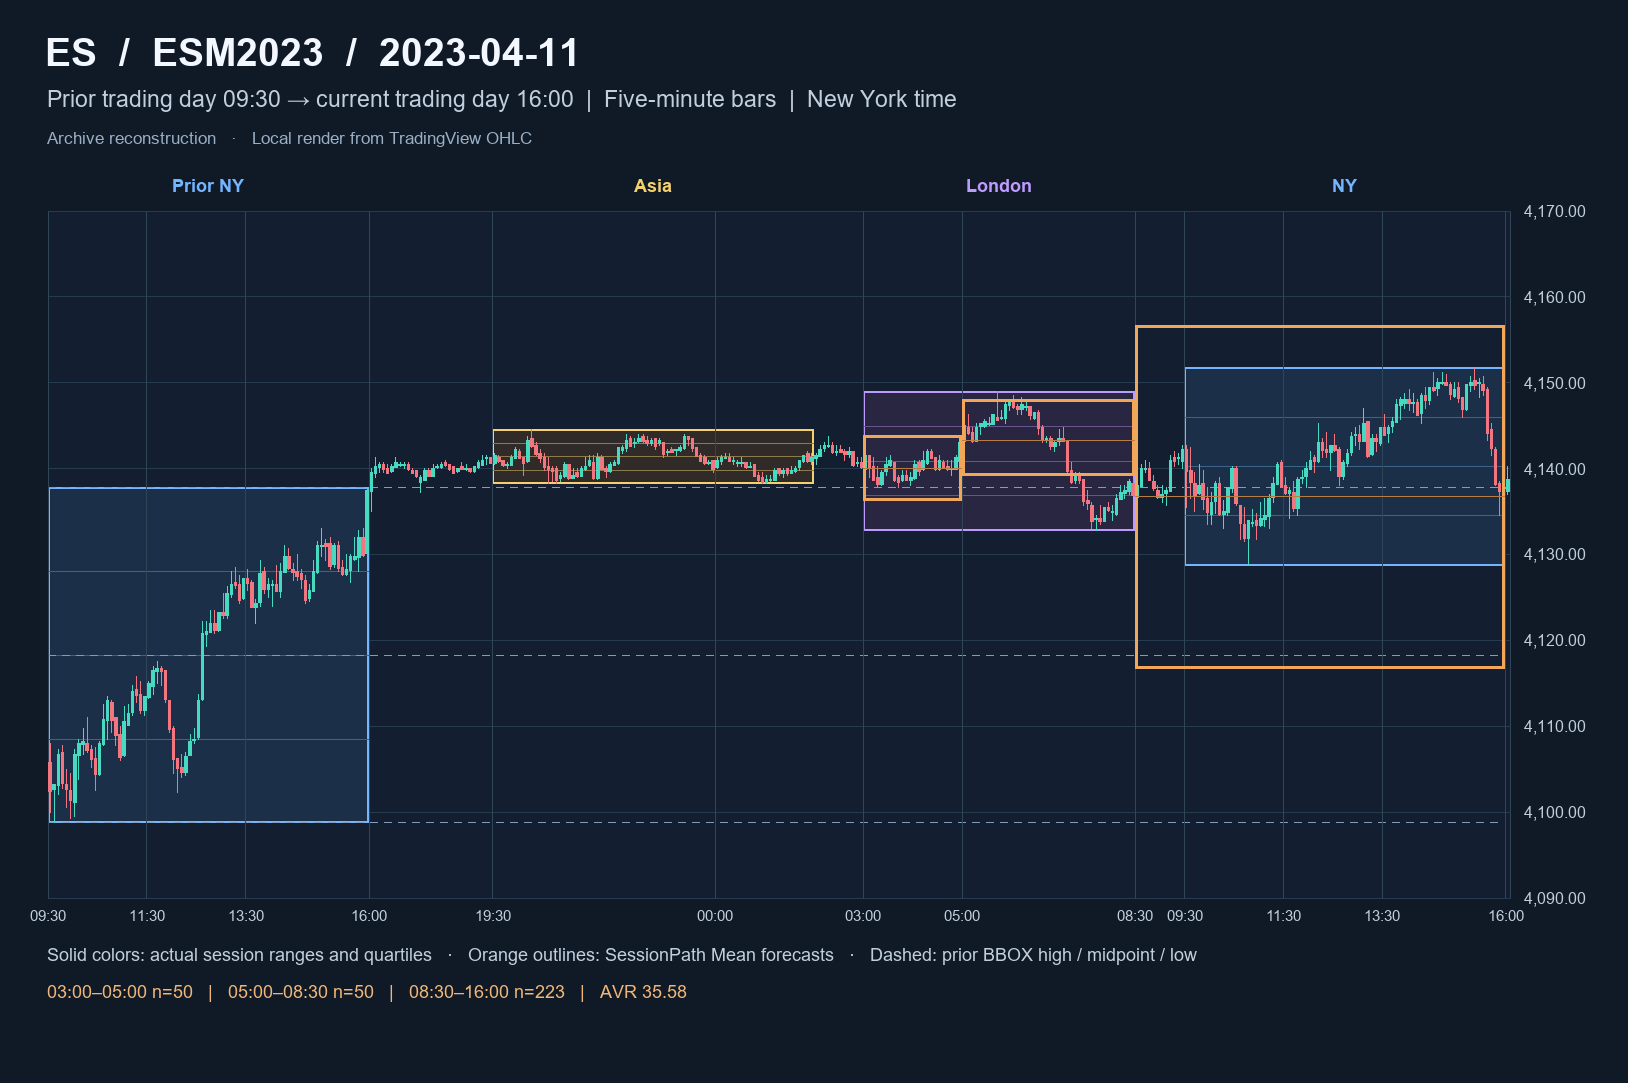 ES / ESM2023 / 2023-04-11
Prior trading day 09:30 → current trading day 16:00 | Five-minute bars | New York time
Archive reconstruction · Local render from TradingView OHLC
Prior NY Asia London NY
4,170.00
4,160.00
4,150.00
4,140.00
4,130.00
4,120.00
4,110.00
4,100.00
4,090.00
09:30 11:30 13:30 16:00 19:30 00:00 03:00 05:00 08:30 09:30 11:30 13:30 16:00
Solid colors: actual session ranges and quartiles · Orange outlines: SessionPath Mean forecasts · Dashed: prior BBOX high / midpoint / low
03:00–05:00 n=50 | 05:00–08:30 n=50 | 08:30–16:00 n=223 | AVR 35.58